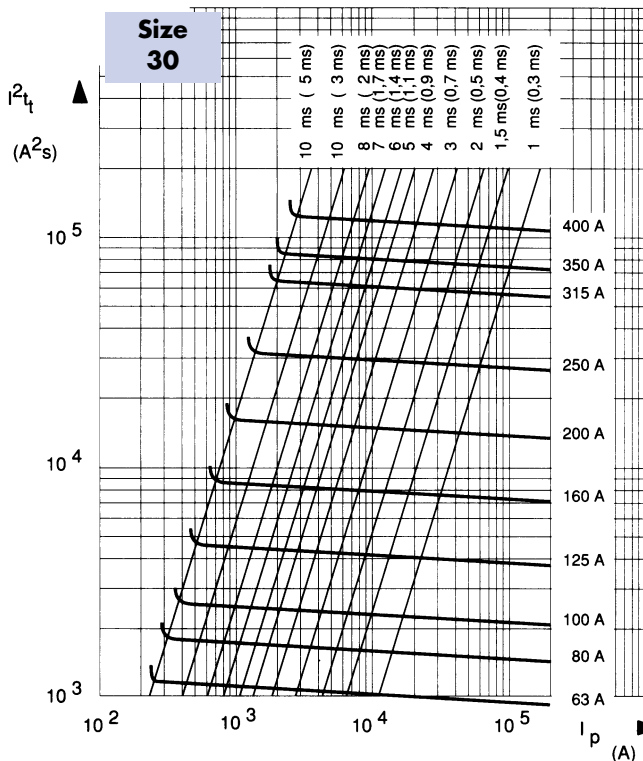 Size
30
I²tt
(A²s)
10 ms ( 5 ms)
10 ms ( 3 ms)
8 ms ( 2 ms)
7 ms (1,7 ms)
6 ms (1,4 ms)
5 ms (1,1 ms)
4 ms (0,9 ms)
3 ms (0,7 ms)
2 ms (0,5 ms)
1,5 ms(0,4 ms)
1 ms (0,3 ms)
10⁵
10⁴
10³
400 A
350 A
315 A
250 A
200 A
160 A
125 A
100 A
80 A
63 A
10² 10³ 10⁴ 10⁵ Ip
(A)